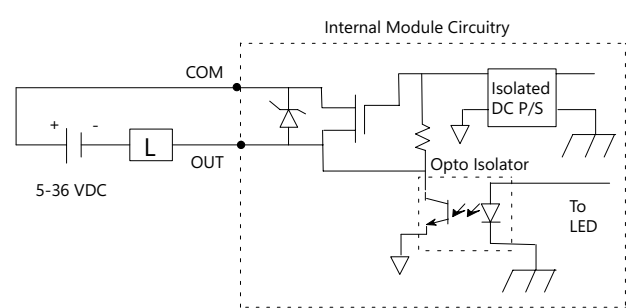 Internal Module Circuitry
COM
Isolated
DC P/S
+ -
L
OUT
Opto Isolator
5-36 VDC
To
LED